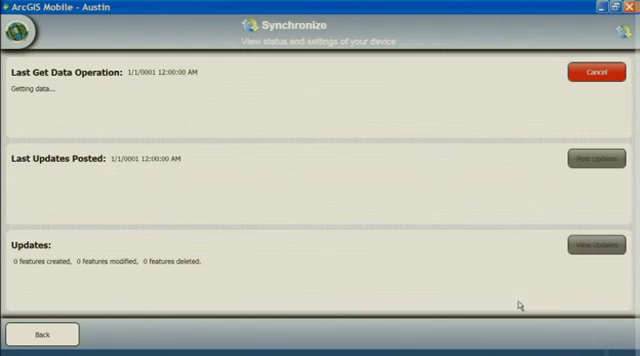 ArcGIS Mobile - Austin
Synchronize
View status and settings of your device
Last Get Data Operation: 1/1/0001 12:00:00 AM
Cancel
Getting data...
Last Updates Posted: 1/1/0001 12:00:00 AM
Post Updates
Updates:
View Updates
0 features created, 0 features modified, 0 features deleted.
Back